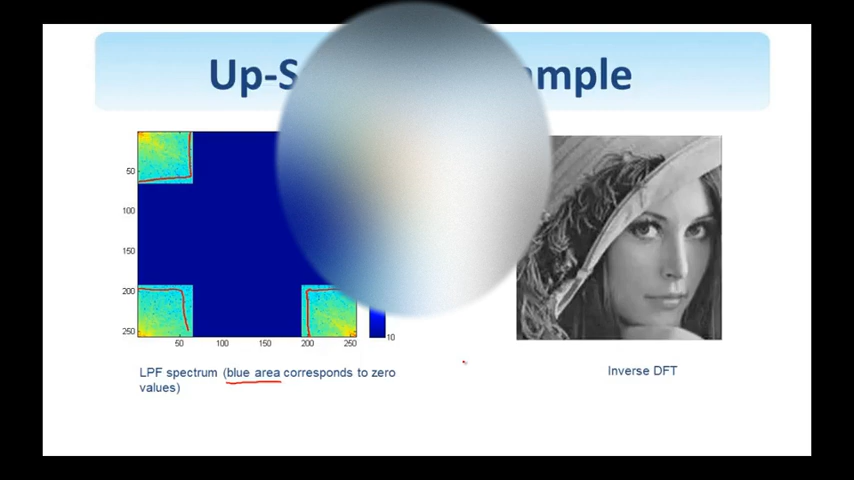 Up-S mple
50
100
150
200
250
50 100 150 200 250
10
LPF spectrum (blue area corresponds to zero
values)
Inverse DFT